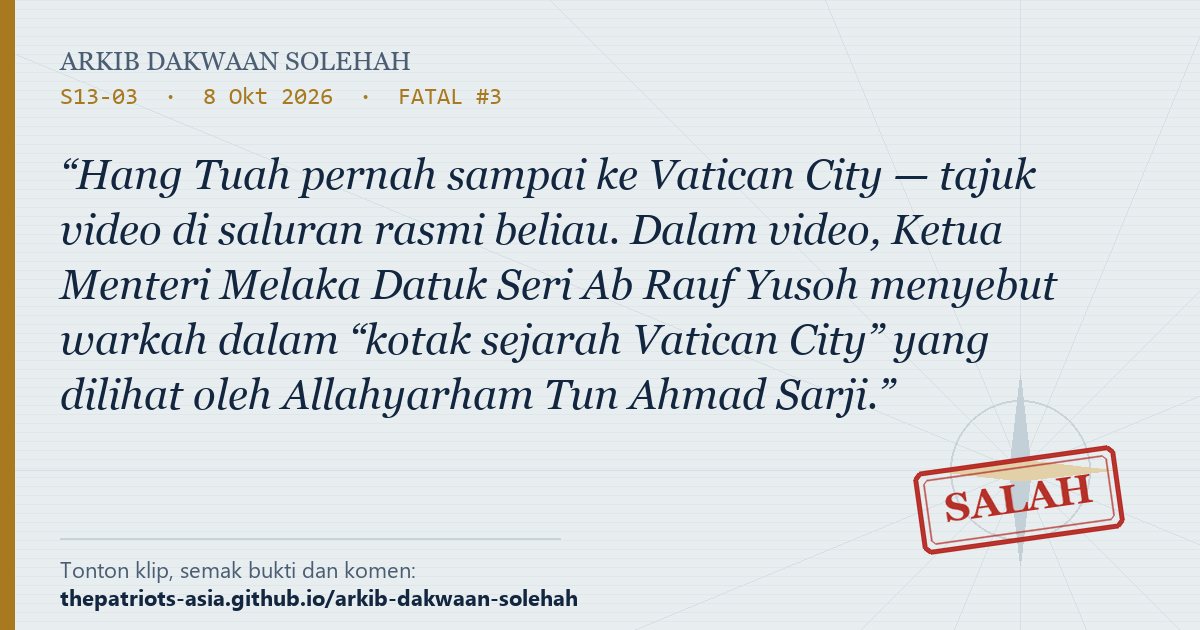 ARKIB DAKWAAN SOLEHAH
S13-03 · 8 Okt 2026 · FATAL #3
“Hang Tuah pernah sampai ke Vatican City — tajuk
video di saluran rasmi beliau. Dalam video, Ketua
Menteri Melaka Datuk Seri Ab Rauf Yusoh menyebut
warkah dalam “kotak sejarah Vatican City” yang
dilihat oleh Allahyarham Tun Ahmad Sarji.”
SALAH
Tonton klip, semak bukti dan komen:
thepatriots-asia.github.io/arkib-dakwaan-solehah